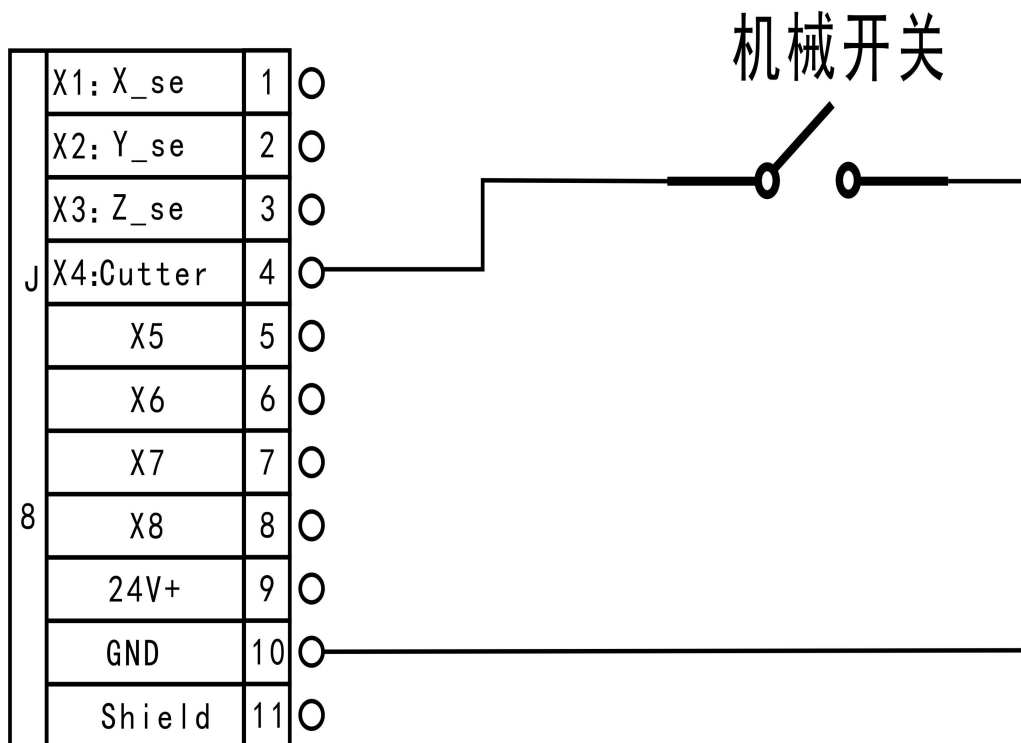 机械开关
X1: X_se 1
X2: Y_se 2
X3: Z_se 3
J
X4:Cutter 4
X5 5
X6 6
X7 7
8
X8 8
24V+ 9
GND 10
Shield 11